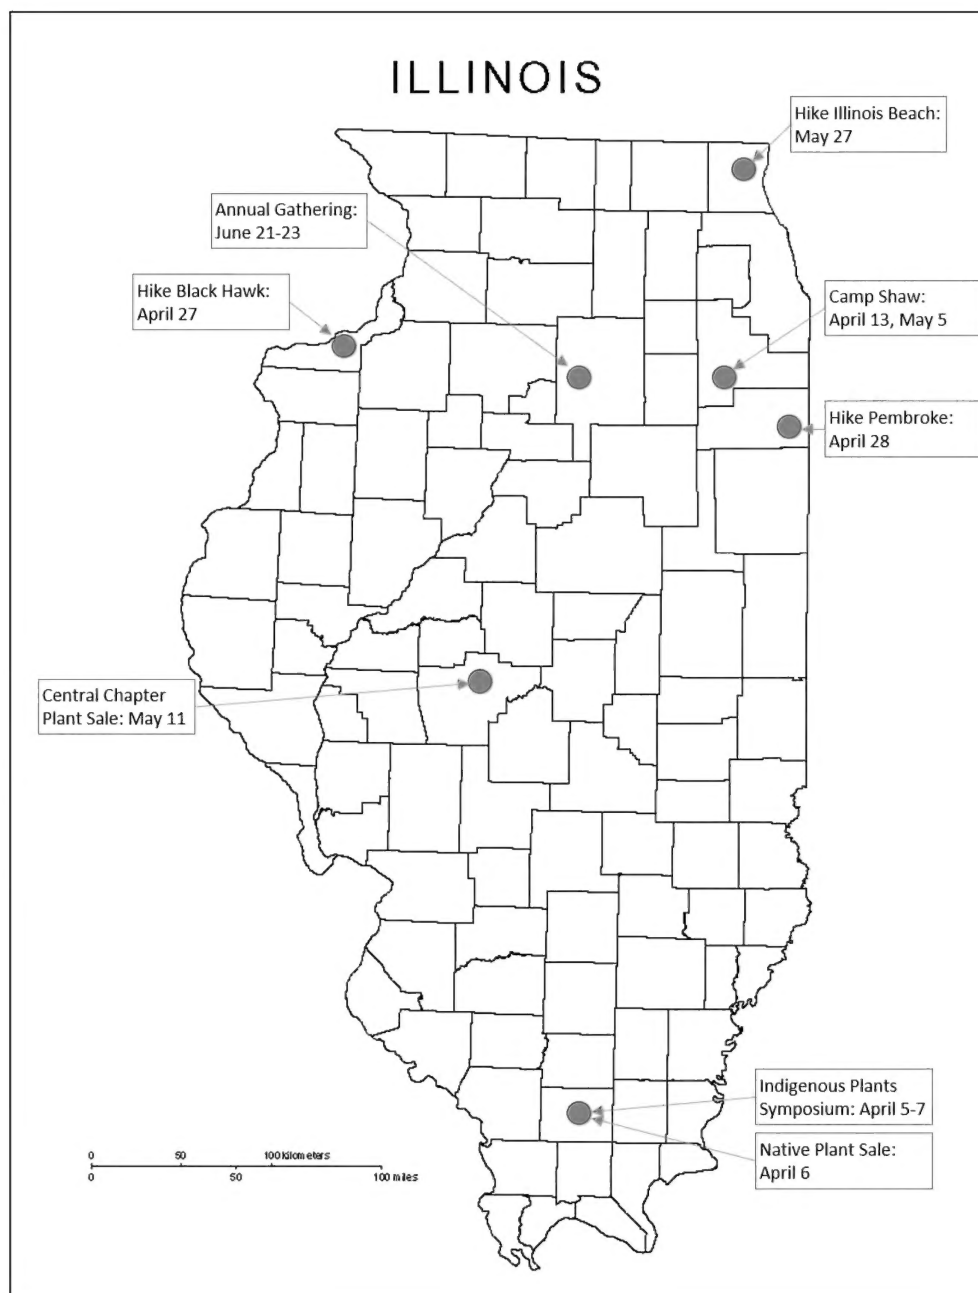 ILLINOIS
Hike Illinois Beach:
May 27
Annual Gathering:
June 21-23
Hike Black Hawk:
April 27
Camp Shaw:
April 13, May 5
Hike Pembroke:
April 28
Central Chapter
Plant Sale: May 11
Indigenous Plants
Symposium: April 5-7
Native Plant Sale:
April 6
0 50 100 kilometers
0 50 100 miles